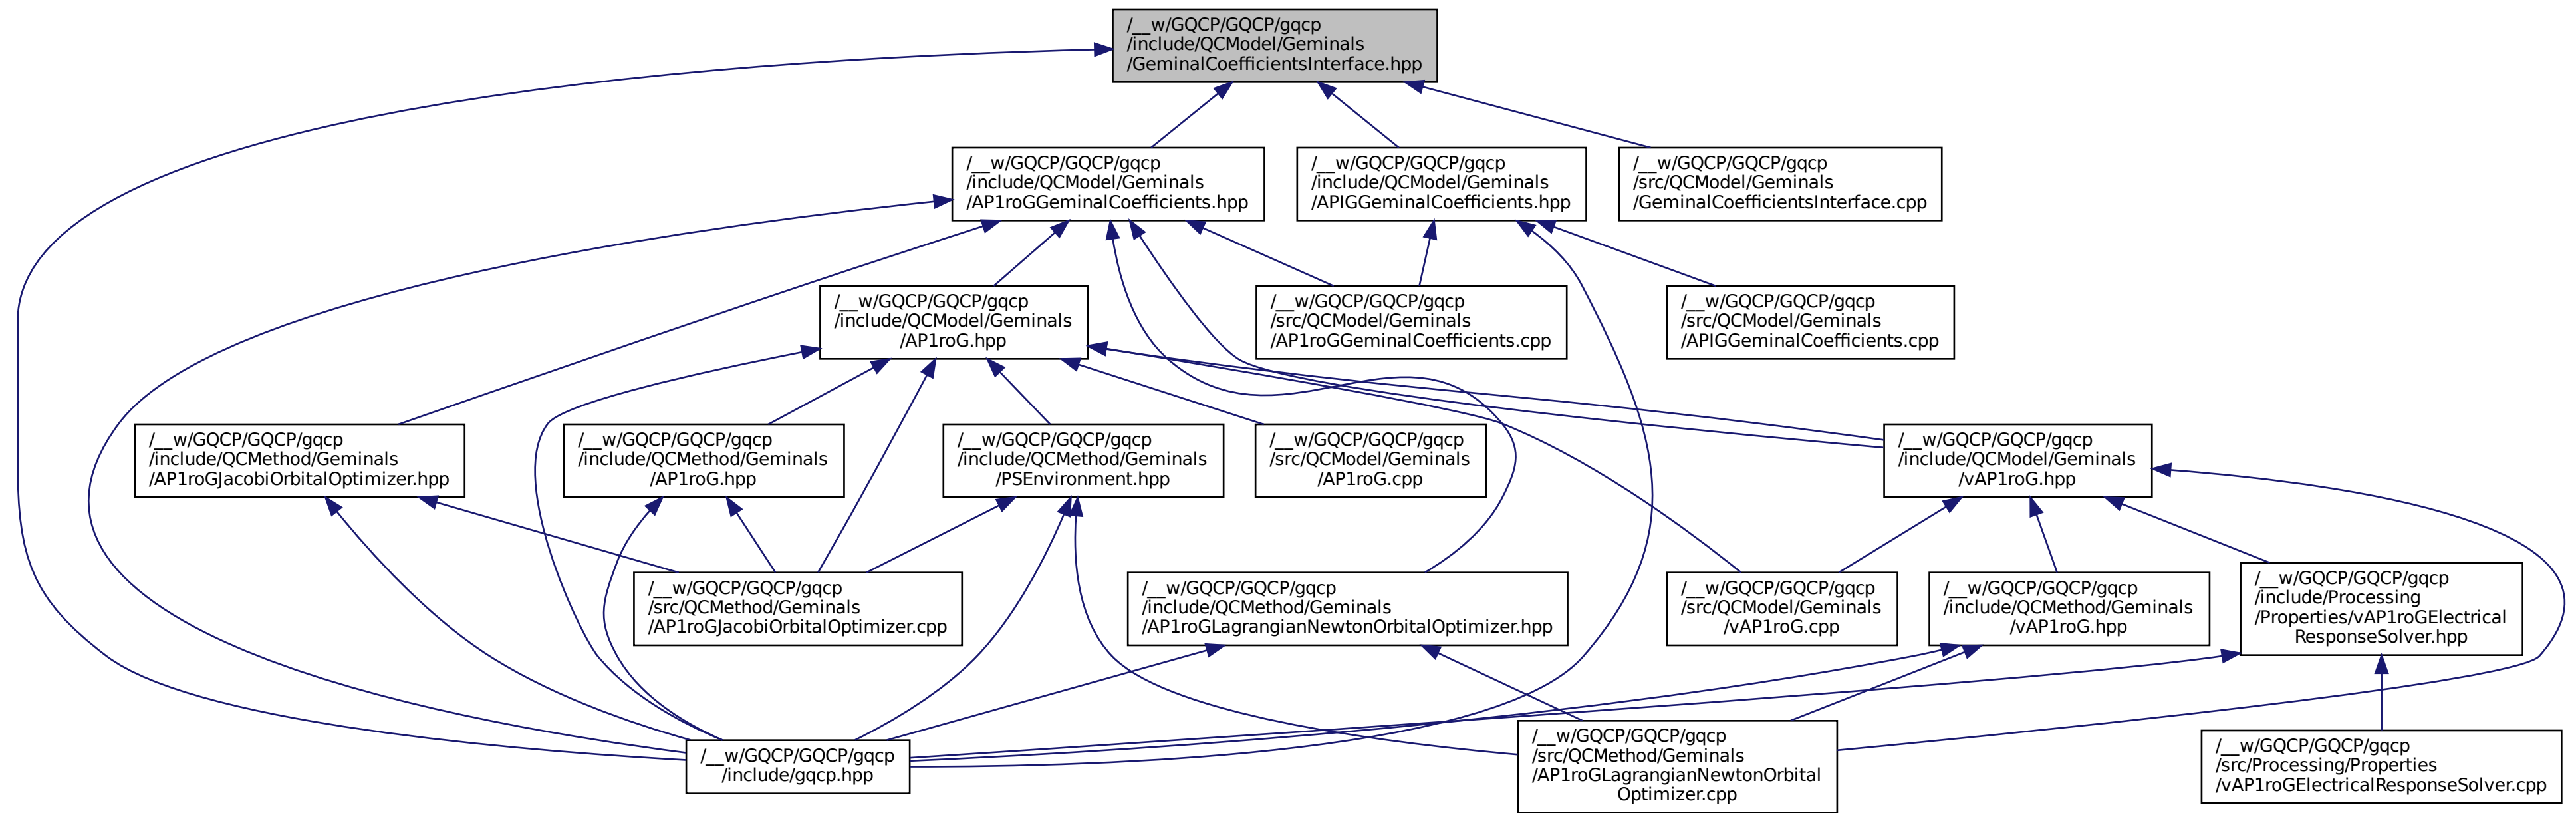 /__w/GQCP/GQCP/gqcp
/include/QCModel/Geminals
/GeminalCoefficientsInterface.hpp
/__w/GQCP/GQCP/gqcp
/include/QCModel/Geminals
/AP1roGGeminalCoefficients.hpp
/__w/GQCP/GQCP/gqcp
/include/QCModel/Geminals
/APIGGeminalCoefficients.hpp
/__w/GQCP/GQCP/gqcp
/src/QCModel/Geminals
/GeminalCoefficientsInterface.cpp
/__w/GQCP/GQCP/gqcp
/include/QCModel/Geminals
/AP1roG.hpp
/__w/GQCP/GQCP/gqcp
/src/QCModel/Geminals
/AP1roGGeminalCoefficients.cpp
/__w/GQCP/GQCP/gqcp
/src/QCModel/Geminals
/APIGGeminalCoefficients.cpp
/__w/GQCP/GQCP/gqcp
/include/QCMethod/Geminals
/AP1roGJacobiOrbitalOptimizer.hpp
/__w/GQCP/GQCP/gqcp
/include/QCMethod/Geminals
/AP1roG.hpp
/__w/GQCP/GQCP/gqcp
/include/QCMethod/Geminals
/PSEnvironment.hpp
/__w/GQCP/GQCP/gqcp
/src/QCModel/Geminals
/AP1roG.cpp
/__w/GQCP/GQCP/gqcp
/include/QCModel/Geminals
/vAP1roG.hpp
/__w/GQCP/GQCP/gqcp
/src/QCMethod/Geminals
/AP1roGJacobiOrbitalOptimizer.cpp
/__w/GQCP/GQCP/gqcp
/include/QCMethod/Geminals
/AP1roGLagrangianNewtonOrbitalOptimizer.hpp
/__w/GQCP/GQCP/gqcp
/src/QCModel/Geminals
/vAP1roG.cpp
/__w/GQCP/GQCP/gqcp
/include/QCMethod/Geminals
/vAP1roG.hpp
/__w/GQCP/GQCP/gqcp
/include/Processing
/Properties/vAP1roGElectrical
ResponseSolver.hpp
/__w/GQCP/GQCP/gqcp
/include/gqcp.hpp
/__w/GQCP/GQCP/gqcp
/src/QCMethod/Geminals
/AP1roGLagrangianNewtonOrbital
Optimizer.cpp
/__w/GQCP/GQCP/gqcp
/src/Processing/Properties
/vAP1roGElectricalResponseSolver.cpp